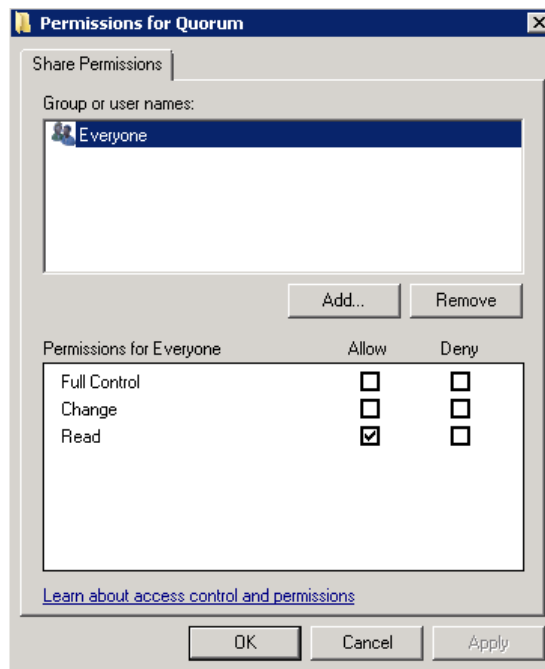 Permissions for Quorum
Share Permissions
Group or user names:
Everyone
Add... Remove
Permissions for Everyone Allow Deny
Full Control
Change
Read
Learn about access control and permissions
OK Cancel Apply